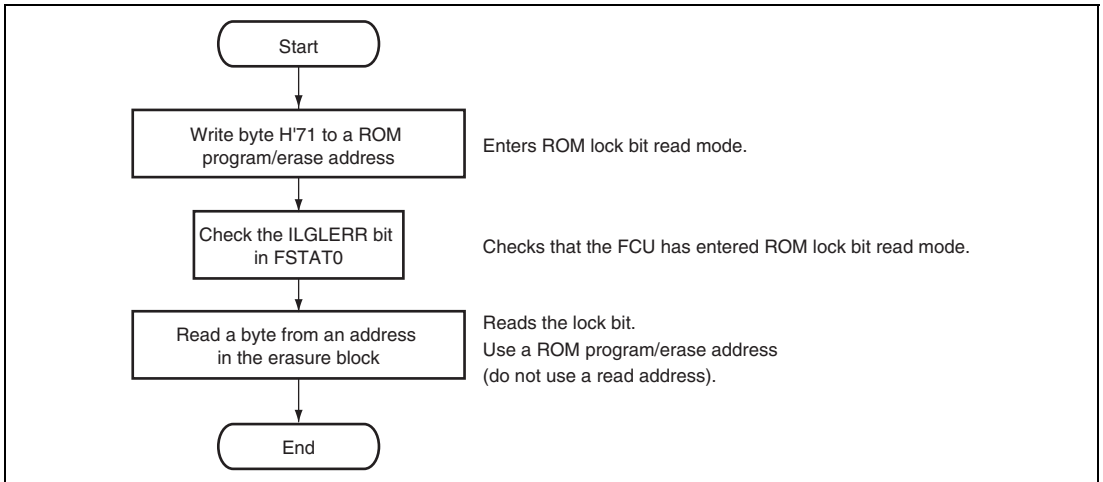 Start
Write byte H'71 to a ROM
program/erase address
Enters ROM lock bit read mode.
Check the ILGLERR bit
in FSTAT0
Checks that the FCU has entered ROM lock bit read mode.
Read a byte from an address
in the erasure block
Reads the lock bit.
Use a ROM program/erase address
(do not use a read address).
End